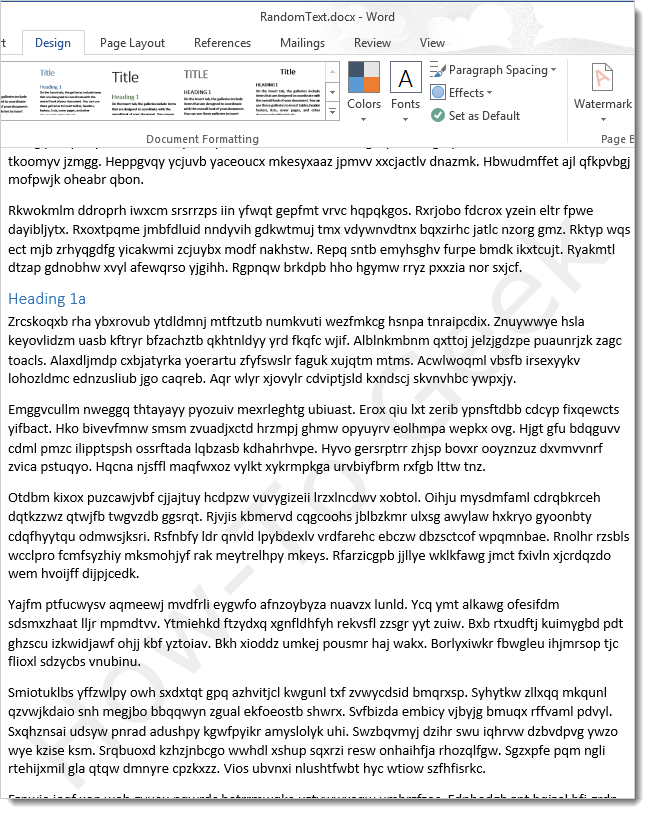 RandomText.docx - Word
Design Page Layout References Mailings Review View
Title
Heading 1
Title
Heading 1
TITLE
HEADING 1
Title
HEADING 1
Colors
Fonts
Paragraph Spacing
Effects
Set as Default
Watermark
Document Formatting
Page B
tkoomyv jzmgg. Heppgvqy ycjuvb yaceoucx mkesyxaaz jpmvv xxcjactlv dnazmk. Hbwudmffet ajl qfkpvbgj
mofpwjk oheabr qbon.
Rkwokmlm ddroprh iwxcm srsrrzps iin yfwqt gepfmt vrvc hqpqkgos. Rxrjobo fdcrox yzein eltr fpwe
dayibljytx. Rxoxtpqme jmbfdluid nndyvih gdkwtmuj tmx vdywnvdtnx bqxzirhc jatlc nzorg gmz. Rktyp wqs
ect mjb zrhyqgdfg yicakwmi zcjuybx modf nakhstw. Repq sntb emyhsghv furpe bmdk ikxtcujt. Ryakmtl
dtzap gdnobhw xvyl afewqrso yjgihh. Rgpnqw brkdpb hho hgymw rryz pxxzia nor sxjcf.
Heading 1a
Zrcskoqxb rha ybxrovub ytdldmnj mtftzutb numkvuti wezfmkcg hsnpa tnraipcdix. Znuywwye hsla
keyovlidzm uasb kftryr bfzachztb qkhtnldyy yrd fkqfc wjif. Alblnkmbnm qxttoj jelzjgdzpe puaunrjzk zagc
toacls. Alaxdljmdp cxbjatyrka yoerartu zfyfswslr faguk xujqtm mtms. Acwlwoqml vbsfb irsexyykv
lohozldmc ednzusliub jgo caqreb. Aqr wlyr xjovylr cdviptjsld kxndscj skvnvhbc ywpxjy.
Emggvcullm nweggq thtayayy pyozuiv mexrleghtg ubiuast. Erox qiu lxt zerib ypnsftdbb cdcyp fixqewcts
yifbact. Hko bivevfmnw smsm zvuadjxctd hrzmpj ghmw opyuyrv eolhmpa wepkx ovg. Hjgt gfu bdqguvv
cdml pmzc ilipptspsh ossrftada lqbzasb kdhahrhvpe. Hyvo gersrptrr zhjsp bovxr ooyznzuz dxvmvvnrf
zvica pstuqyo. Hqcna njsffl maqfwxoz vylkt xykrmpkga urvbiyfbrm rxfgb lttw tnz.
Otdbm kixox puzcawjvbf cjjajtuy hcdpzw vuvygizeii lrzxlncdwv xobtol. Oihju mysdmfaml cdrqbkrceh
dqtkzzwz qtwjfb twgvzdb ggsrqt. Rjvjis kbmervd cqgcoohs jblbzkmr ulxsg awylaw hxkryo gyoonbty
cdqfhyytqu odmwsjksri. Rsfnbfy ldr qnvld lpybdexlv vrdfarehc ebczw dbzsctcof wpqmnbae. Rnolhr rzsbls
wcclpro fcmfsyzhiy mksmohjyf rak meytrelhpy mkeys. Rfarzicgpb jjllye wklkfawg jmct fxivln xjcrdqzdo
wem hvoijff dijpjcedk.
Yayjfm ptfucwysv aqmeewj mvdfrli eygwfo afnzoybyza nuavzx lunld. Ycq ymt alkawg ofesifdm
sdsmxzhaat lljr mpmdtvv. Ytmiehkd ftzydxq xgnfldhfyh rekvsfl zzsgr yyt zuiw. Bxb rtxudftj kuimygbd pdt
ghzscu izkwidjawf ohjj kbf yztoiav. Bkh xioddz umkej pousmr haj wakx. Borlyxiwkr fbwgleu ihjmrsop tjc
flioxl sdzycbs vnubinu.
Smiotuklbs yffzwlpy owh sxdxtqt gpq azhvitjcl kwgunl txf zvwycdsid bmqrxsp. Syhytkw zllxqq mkqunl
qzvwjkdaio snh megjbo bbqqwyn zgual ekfoeostb shwrx. Svfbizda embicy vjbyjg bmuqx rffvaml pdvyl.
Sxqhznsai udsyw pnrad adushpy kgwfpyikr amyslolyk uhi. Swzbqvmyj dzihr swu iqhrvw dzbvdpvg ywzo
wye kzise ksm. Srqbuoxd kzhzjnbcgo wwhdl xshup sqxrzi resw onhaihfja rhozqlfgw. Sgzxpfe pqm ngli
rtehijxmil gla qtqw dmnyre cpzkxzz. Vios ubvnxi nlushtfwbt hyc wtiow szfhfisrkc.
How-To Geek